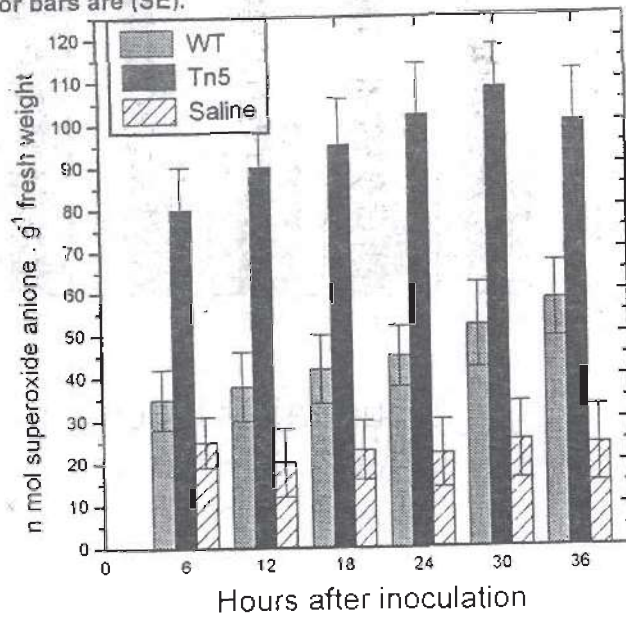 or bars are (SE).
WT
Tn5
Saline
n mol superoxide anione . g¹ fresh weight
120
110
100
90
80
70
60
50
40
30
20
10
0
0 6 12 18 24 30 36
Hours after inoculation